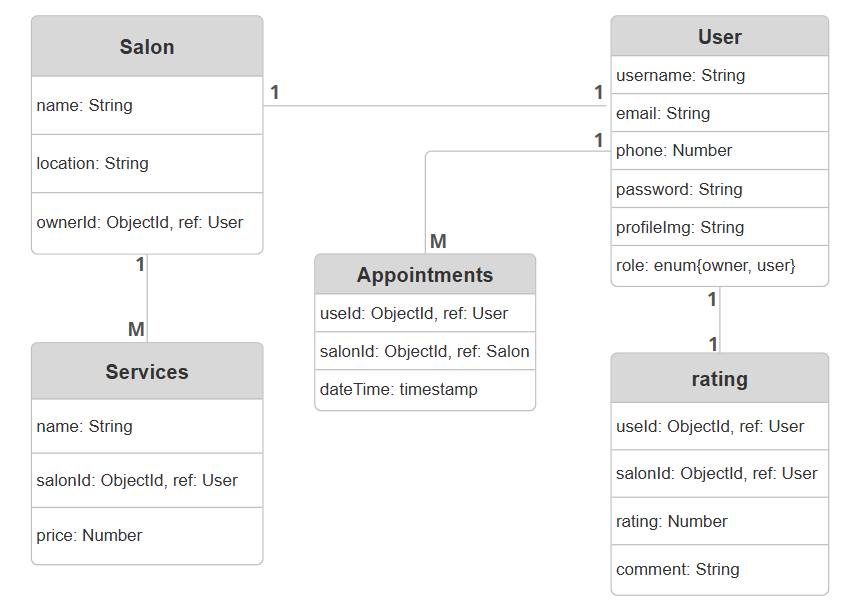 Salon
name: String
location: String
ownerId: ObjectId, ref: User
1
1
User
username: String
email: String
phone: Number
password: String
profileImg: String
role: enum{owner, user}
1
M
Appointments
useId: ObjectId, ref: User
salonId: ObjectId, ref: Salon
dateTime: timestamp
1
M
Services
name: String
salonId: ObjectId, ref: User
price: Number
1
1
rating
useId: ObjectId, ref: User
salonId: ObjectId, ref: User
rating: Number
comment: String